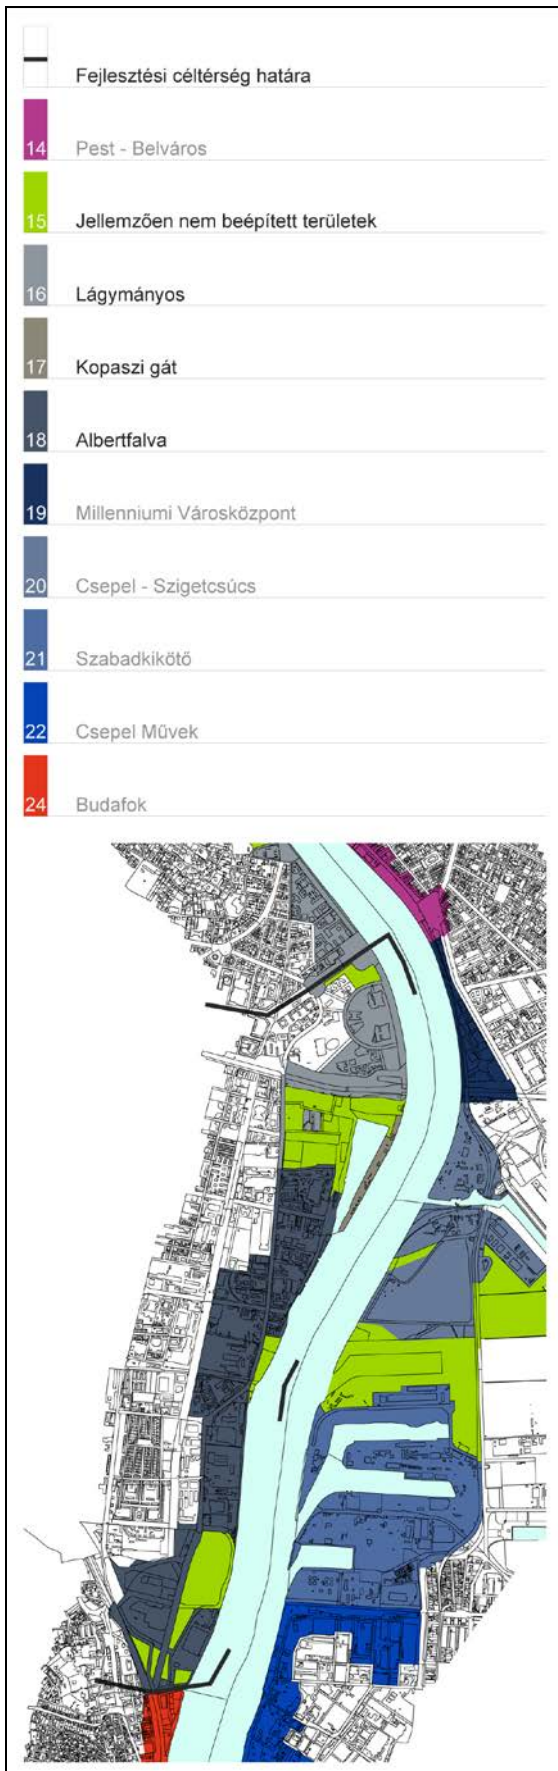 Fejlesztési céltérség határa
14 Pest - Belváros
15 Jellemzően nem beépített területek
16 Lágymányos
17 Kopaszi gát
18 Albertfalva
19 Millenniumi Városközpont
20 Csepel - Szigetcsúcs
21 Szabadkikötő
22 Csepel Művek
24 Budafok